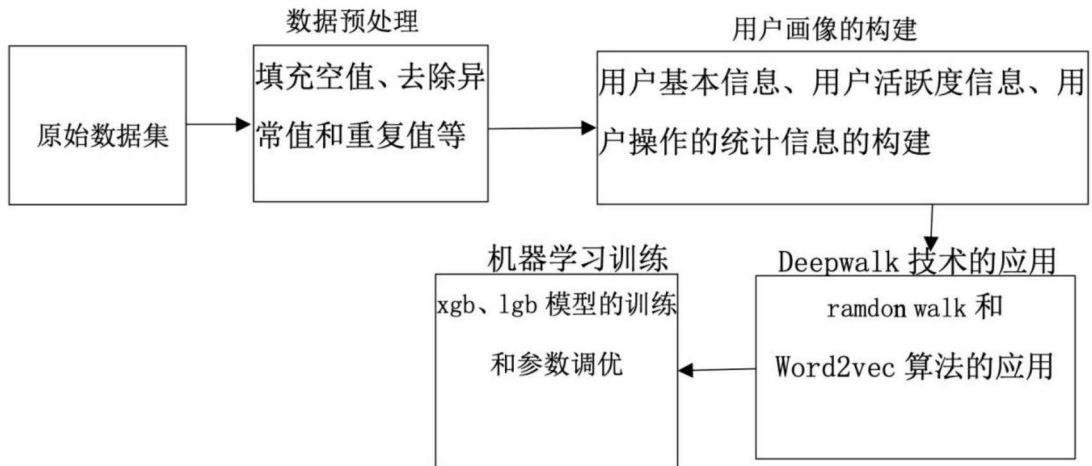 数据预处理
填充空值、去除异
常值和重复值等
原始数据集
用户画像的构建
用户基本信息、用户活跃度信息、用
户操作的统计信息的构建
机器学习训练
xgb、lgb 模型的训练
和参数调优
Deepwalk 技术的应用
ramdon walk 和
Word2vec 算法的应用